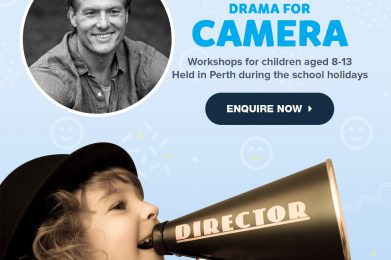 DRAMA FOR
CAMERA
Workshops for children aged 8-13
Held in Perth during the school holidays
ENQUIRE NOW
DIRECTOR